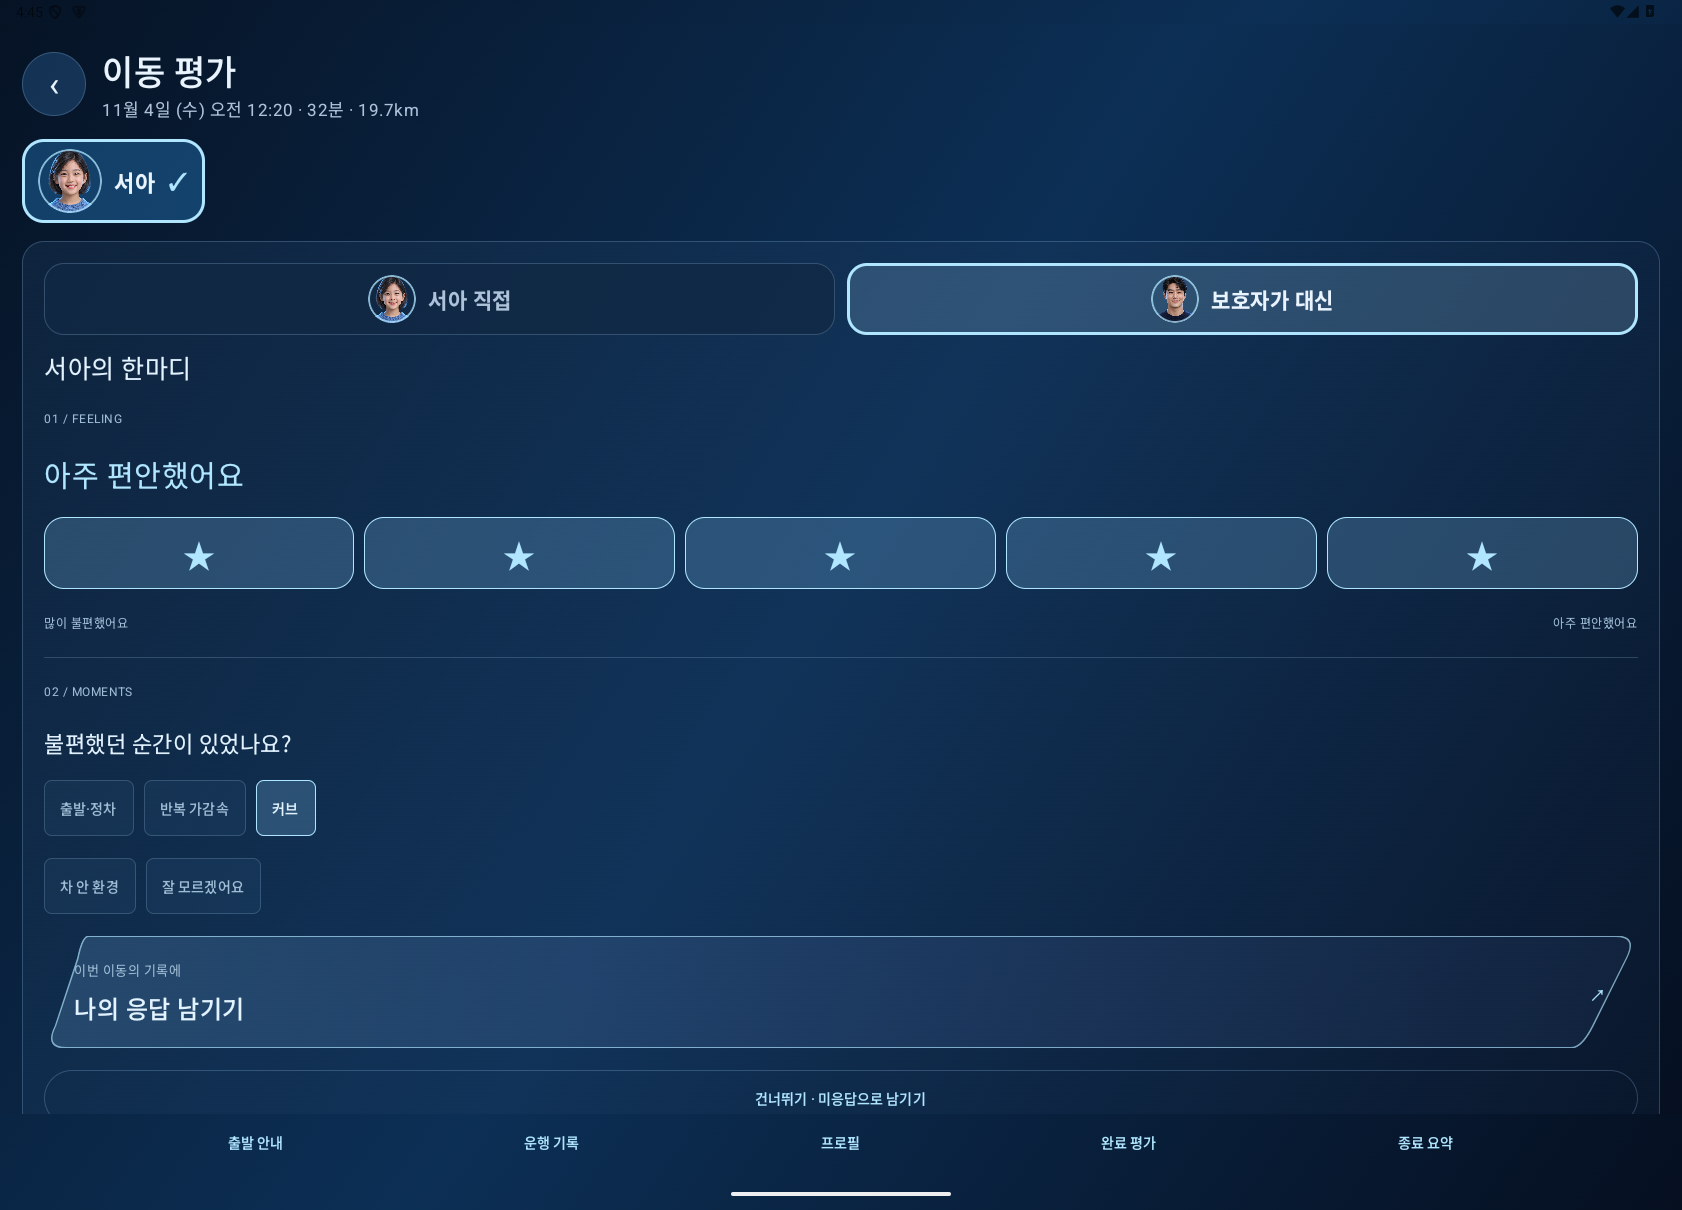 4:45
이동 평가
11월 4일 (수) 오전 12:20 · 32분 · 19.7km
서아 ✓
서아 직접
보호자가 대신
서아의 한마디
01 / FEELING
아주 편안했어요
★ ★ ★ ★ ★
많이 불편했어요
아주 편안했어요
02 / MOMENTS
불편했던 순간이 있었나요?
출발·정차
반복 가감속
커브
차 안 환경
잘 모르겠어요
이번 이동의 기록에
나의 응답 남기기
↗
건너뛰기 · 미응답으로 남기기
출발 안내
운행 기록
프로필
완료 평가
종료 요약